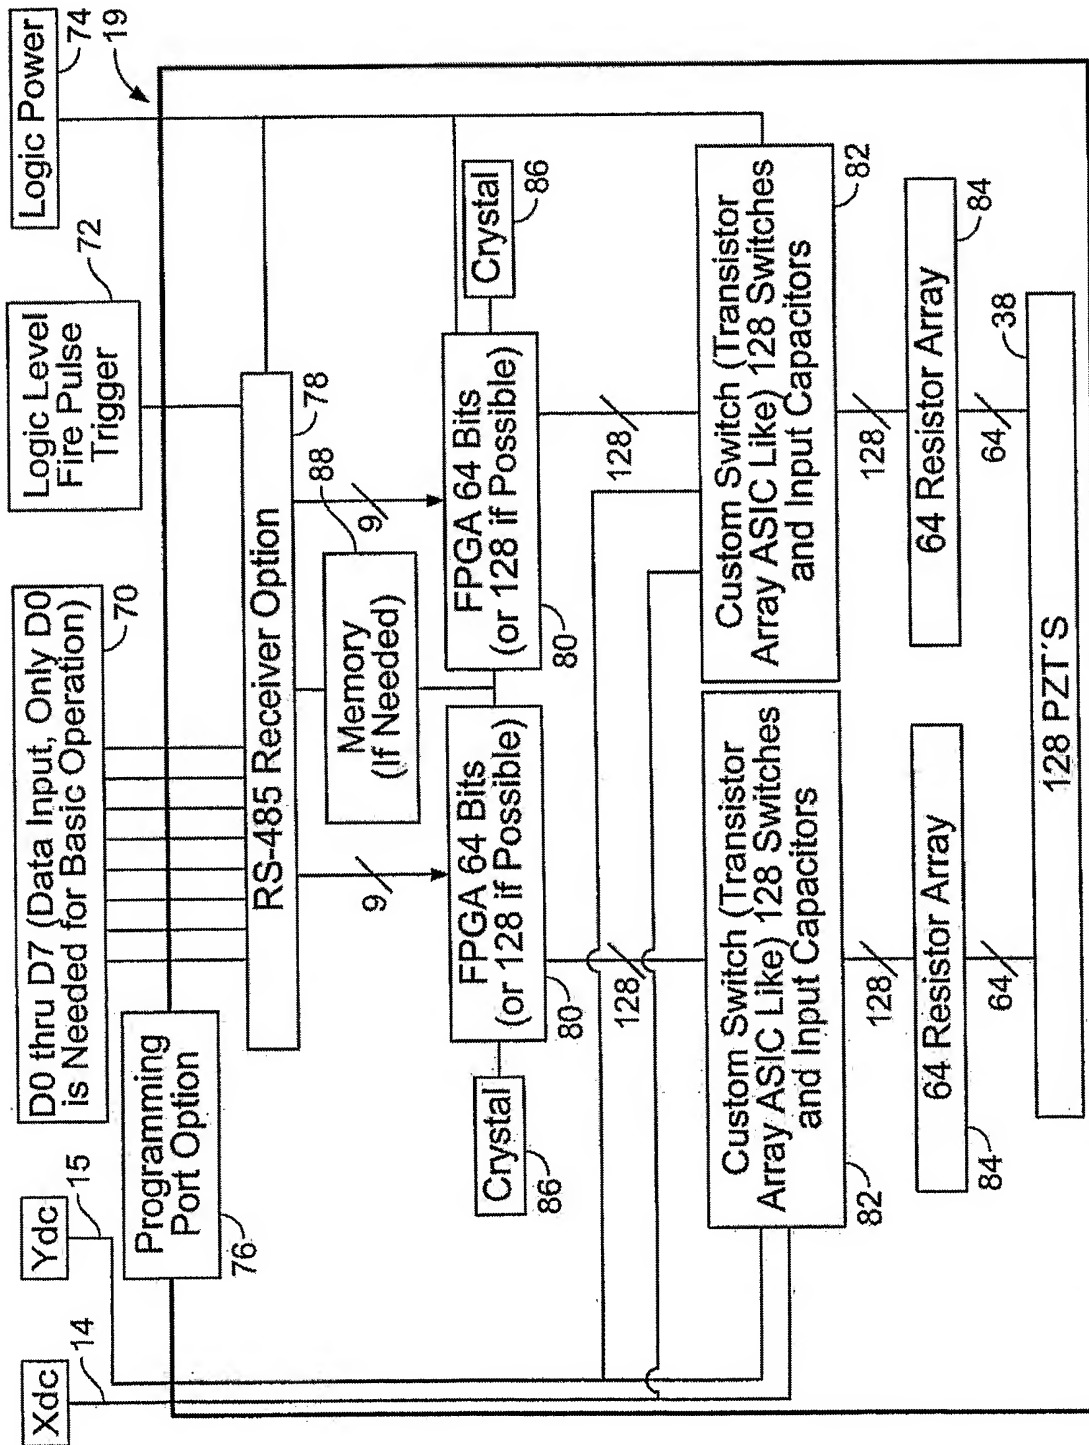 Xdc
14
Ydc
15
D0 thru D7 (Data Input, Only D0
is Needed for Basic Operation)
70
Logic Level
Fire Pulse
Trigger
72
Logic Power
74
19
Programming
Port Option
76
RS-485 Receiver Option
78
9
Memory
(If Needed)
88
9
Crystal
86
FPGA 64 Bits
(or 128 if Possible)
80
FPGA 64 Bits
(or 128 if Possible)
80
Crystal
86
128
128
Custom Switch (Transistor
Array ASIC Like) 128 Switches
and Input Capacitors
82
Custom Switch (Transistor
Array ASIC Like) 128 Switches
and Input Capacitors
82
128
128
64 Resistor Array
84
64 Resistor Array
84
64
64
128 PZT'S
38